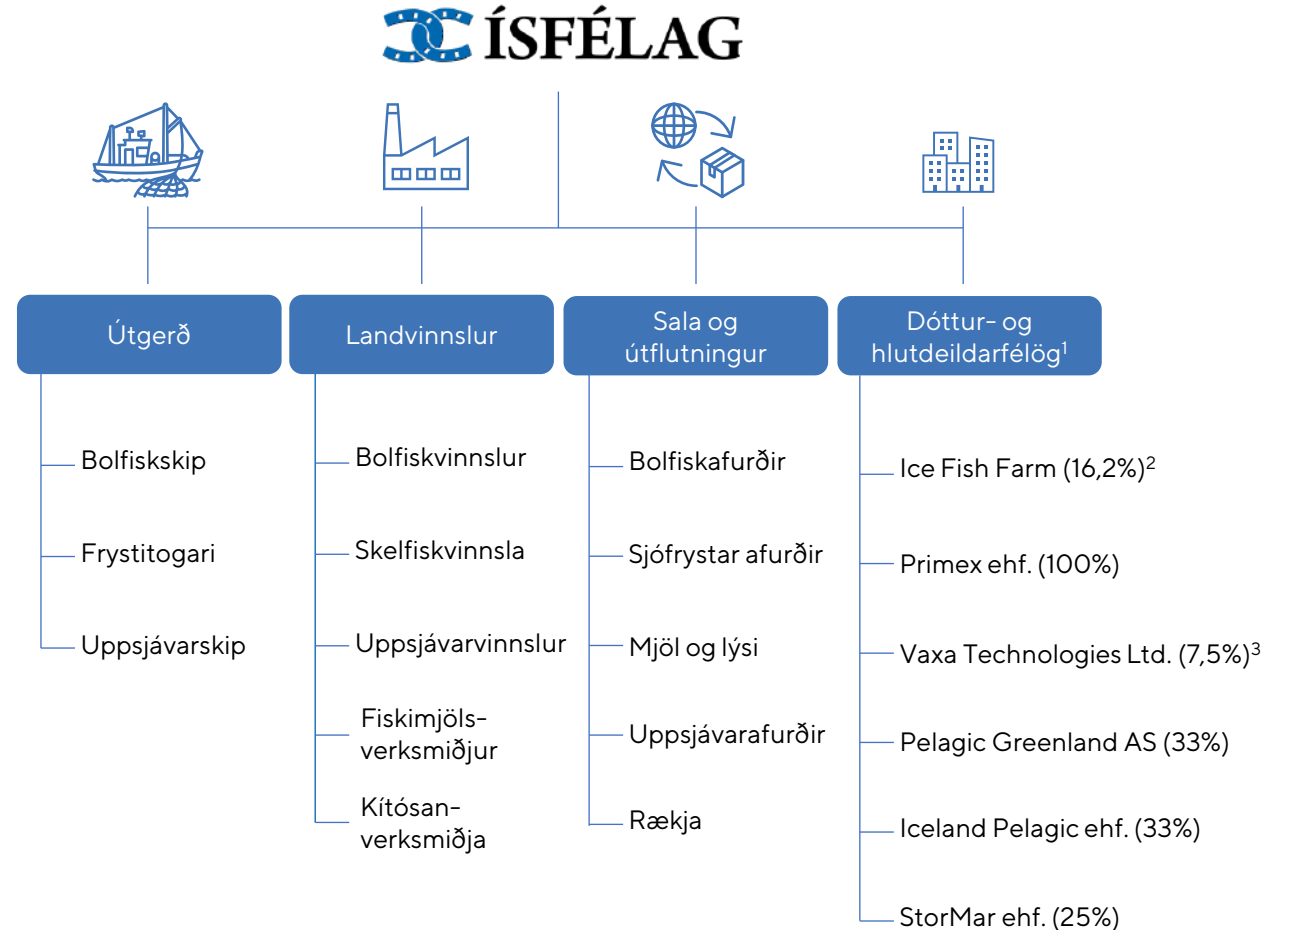 ÍSFÉLAG
Útgerð
Bolfiskskip
Frystitogari
Uppsjávarskip
Landvinnslur
Bolfiskvinnslur
Skelfiskvinnsla
Uppsjávarvinnslur
Fiskimjöls-
verksmiðjur
Kítósan-
verksmiðja
Sala og
útflutningur
Bolfiskafurðir
Sjófrystar afurðir
Mjöl og lýsi
Uppsjávarafurðir
Rækja
Dóttur- og
hlutdeildarfélög¹
Ice Fish Farm (16,2%)²
Primex ehf. (100%)
Vaxa Technologies Ltd. (7,5%)³
Pelagic Greenland AS (33%)
Iceland Pelagic ehf. (33%)
StorMar ehf. (25%)